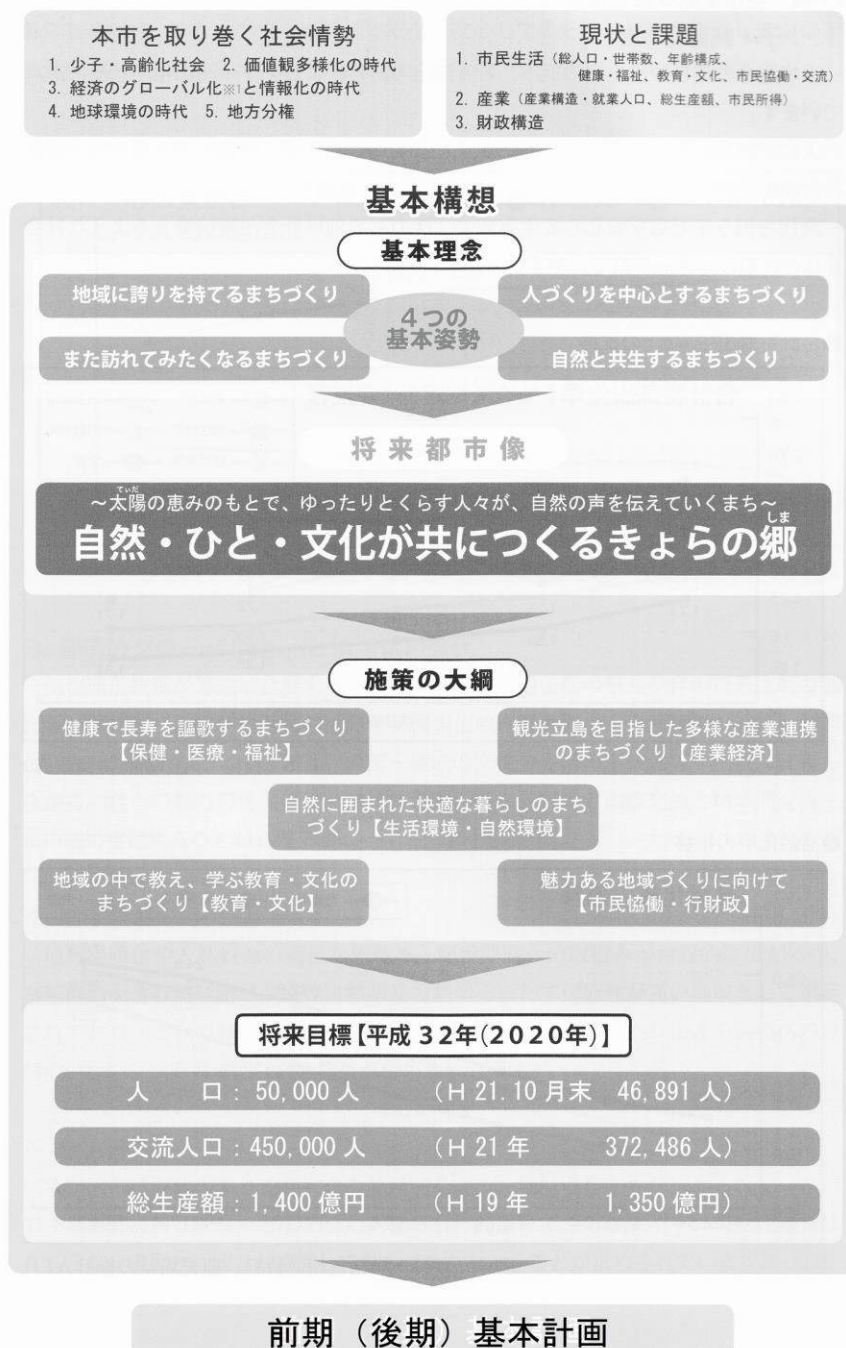 本市を取り巻く社会情勢
1. 少子・高齢化社会 2. 価値観多様化の時代
3. 経済のグローバル化※1と情報化の時代
4. 地球環境の時代 5. 地方分権
現状と課題
1. 市民生活（総人口・世帯数、年齢構成、
健康・福祉、教育・文化、市民協働・交流）
2. 産業（産業構造・就業人口、総生産額、市民所得）
3. 財政構造
基本構想
基本理念
地域に誇りを持てるまちづくり
人づくりを中心とするまちづくり
4つの
基本姿勢
また訪れてみたくなるまちづくり
自然と共生するまちづくり
将来都市像
てぃだ
～太陽の恵みのもとで、ゆったりとくらす人々が、自然の声を伝えていくまち～
しま
自然・ひと・文化が共につくるきょらの郷
施策の大綱
健康で長寿を謳歌するまちづくり
【保健・医療・福祉】
観光立島を目指した多様な産業連携
のまちづくり【産業経済】
自然に囲まれた快適な暮らしのまち
づくり【生活環境・自然環境】
地域の中で教え、学ぶ教育・文化の
まちづくり【教育・文化】
魅力ある地域づくりに向けて
【市民協働・行財政】
将来目標【平成32年(2020年)】
人　　口：50,000人　（H21.10月末　46,891人）
交流人口：450,000人　（H21年　372,486人）
総生産額：1,400億円　（H19年　1,350億円）
前期（後期）基本計画